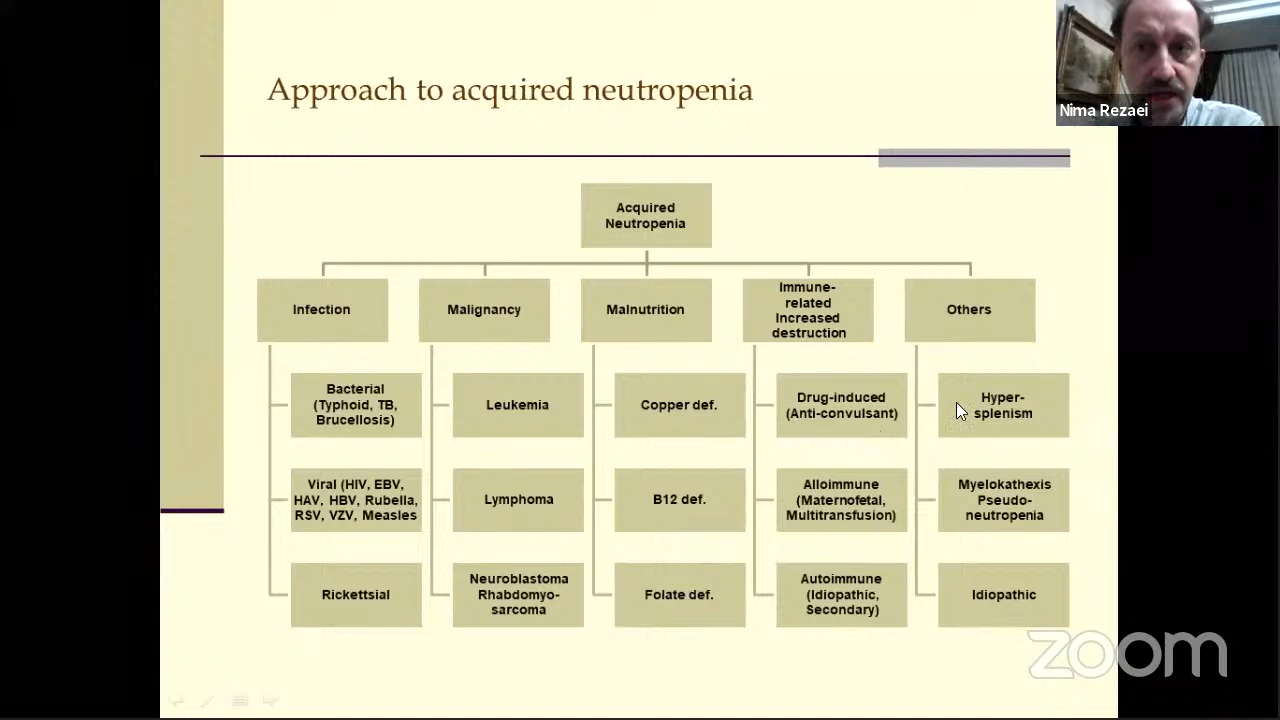 Approach to acquired neutropenia
Nima Rezaei
Acquired
Neutropenia
Infection
Malignancy
Malnutrition
Immune-
related
Increased
destruction
Others
Bacterial
(Typhoid, TB,
Brucellosis)
Leukemia
Copper def.
Drug-induced
(Anti-convulsant)
Hyper-
splenism
Viral (HIV, EBV,
HAV, HBV, Rubella,
RSV, VZV, Measles
Lymphoma
B12 def.
Alloimmune
(Maternofetal,
Multitransfusion)
Myelokathexis
Pseudo-
neutropenia
Rickettsial
Neuroblastoma
Rhabdomyo-
sarcoma
Folate def.
Autoimmune
(Idiopathic,
Secondary)
Idiopathic
zoom